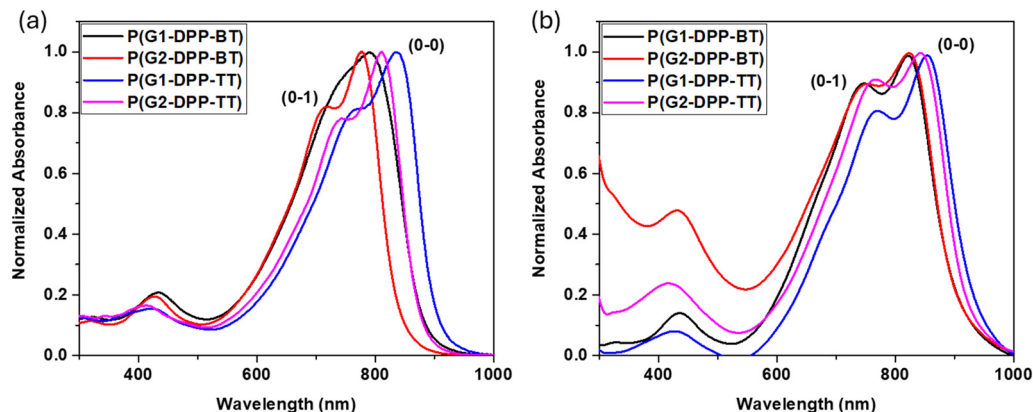 (a)
P(G1-DPP-BT)
P(G2-DPP-BT)
P(G1-DPP-TT)
P(G2-DPP-TT)
(0-0)
(0-1)
Normalized Absorbance
1.0
0.8
0.6
0.4
0.2
0.0
400
600
800
1000
Wavelength (nm)
(b)
P(G1-DPP-BT)
P(G2-DPP-BT)
P(G1-DPP-TT)
P(G2-DPP-TT)
(0-0)
(0-1)
Normalized Absorbance
1.0
0.8
0.6
0.4
0.2
0.0
400
600
800
1000
Wavelength (nm)